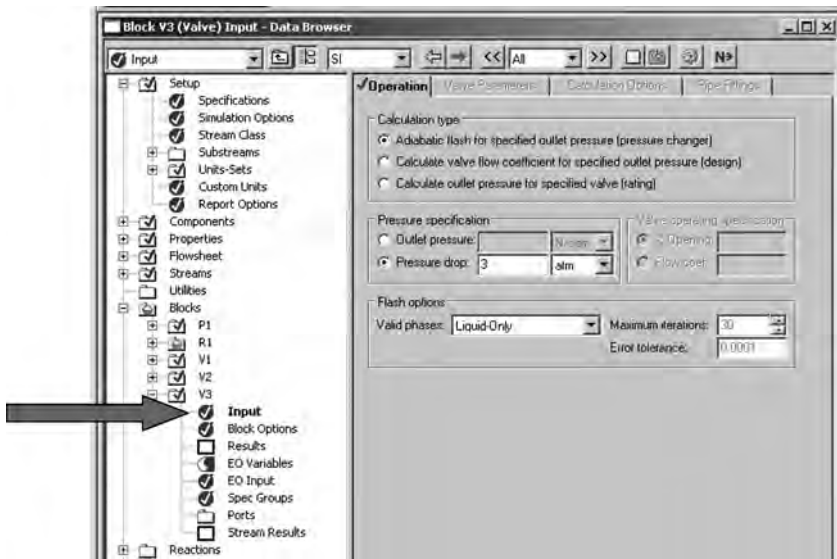 Block V3 (Valve) Input - Data Browser
Input
SI
<<
All
>>
N>
Setup
Specifications
Simulation Options
Stream Class
Substreams
Units-Sets
Custom Units
Report Options
Components
Properties
Flowsheet
Streams
Utilities
Blocks
P1
R1
V1
V2
V3
Input
Block Options
Results
EO Variables
EO Input
Spec Groups
Ports
Stream Results
Reactions
Operation Valve Parameters Calculation Options Pipe Fittings
Calculation type
Adiabatic flash for specified outlet pressure (pressure changer)
Calculate valve flow coefficient for specified outlet pressure (design)
Calculate outlet pressure for specified valve (rating)
Pressure specification
Outlet pressure:
Pressure drop: 3 atm
Valve operating specification
% Opening:
Flow coef:
Flash options
Valid phases: Liquid-Only Maximum iterations: 30
Error tolerance: 0.0001